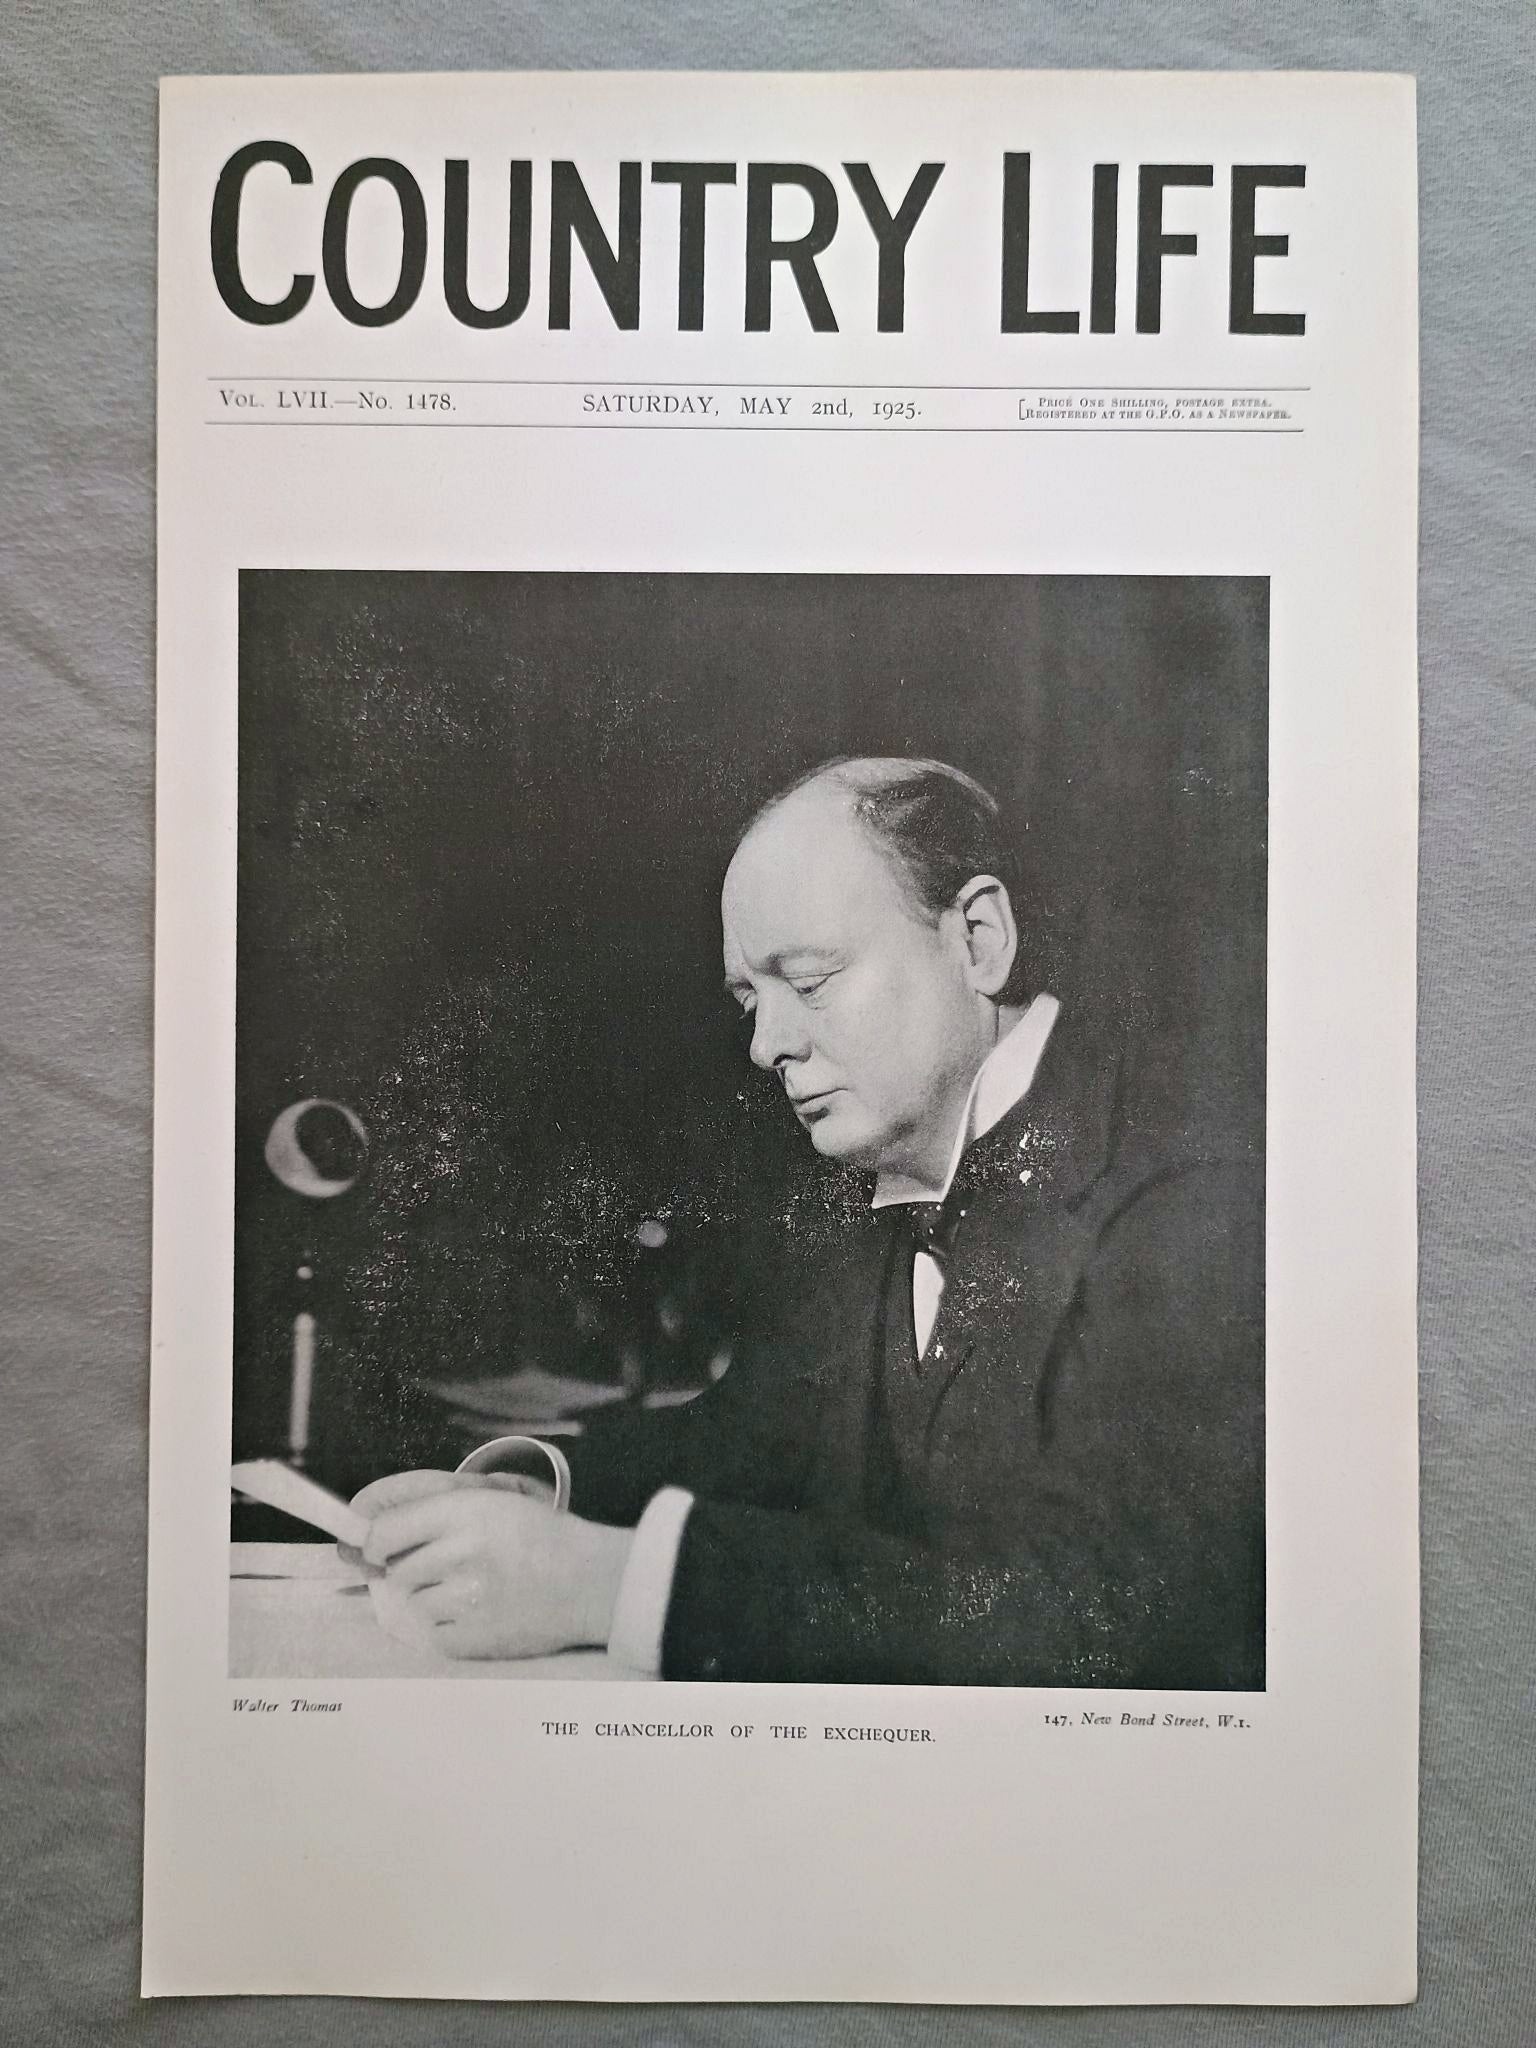 COUNTRY LIFE
VOL. LVII.—No. 1478.
SATURDAY, MAY 2nd, 1925.
PRICE ONE SHILLING, POSTAGE EXTRA.
[REGISTERED AT THE G.P.O. AS A NEWSPAPER.
Walter Thomas
147, New Bond Street, W.1.
THE CHANCELLOR OF THE EXCHEQUER.